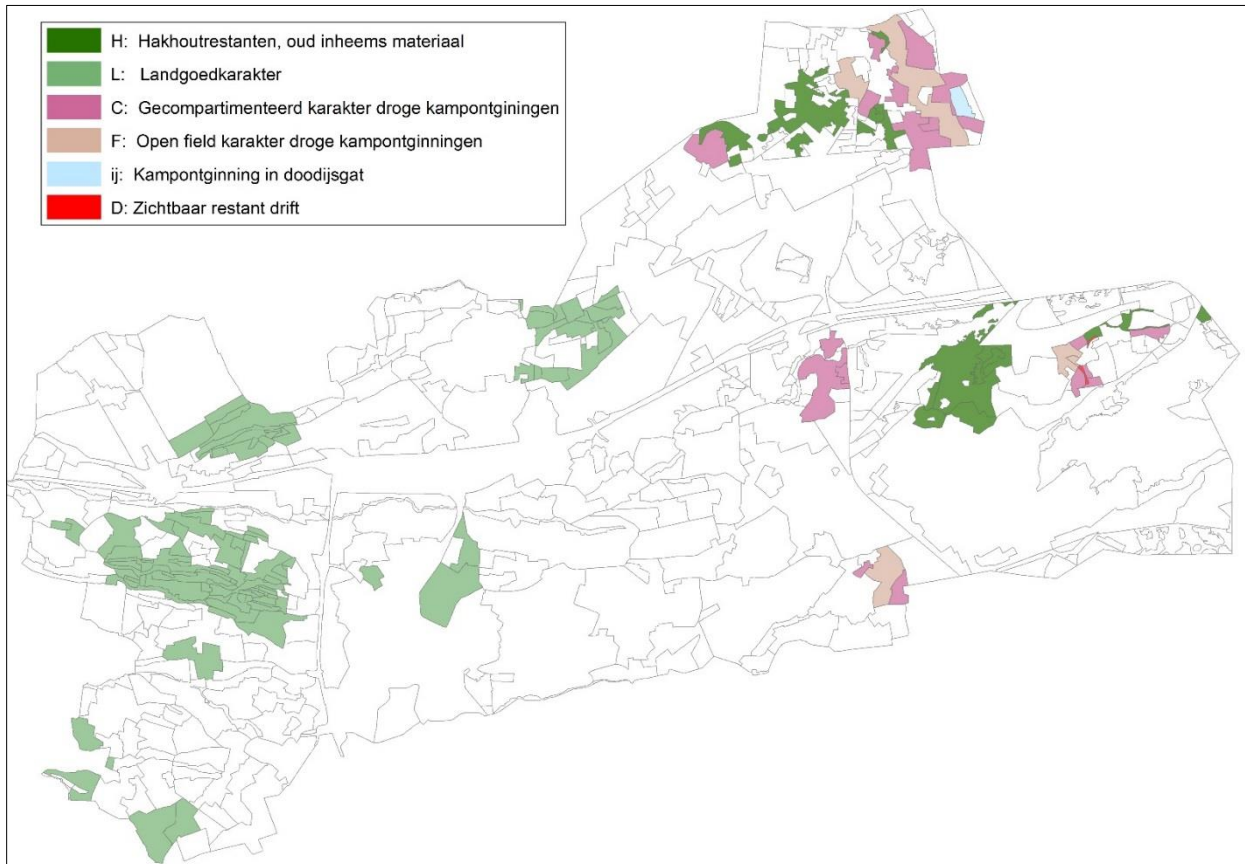 H: Hakhoutrestanten, oud inheems materiaal
L: Landgoedkarakter
C: Gecompartimenteerd karakter droge kampontginingen
F: Open field karakter droge kampontginningen
ij: Kampontginning in doodijsgat
D: Zichtbaar restant drift